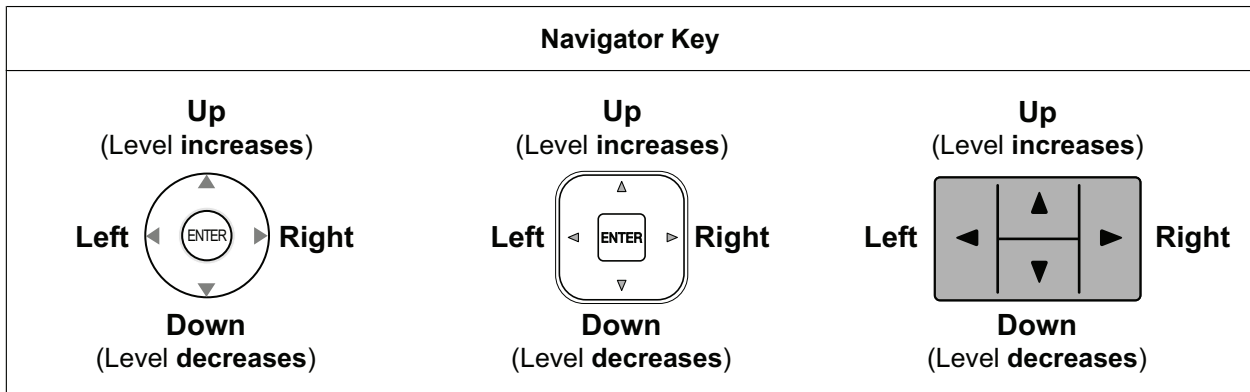 Navigator Key
Up
(Level increases)
Left
ENTER
Right
Down
(Level decreases)
Up
(Level increases)
Left
ENTER
Right
Down
(Level decreases)
Up
(Level increases)
Left
Right
Down
(Level decreases)